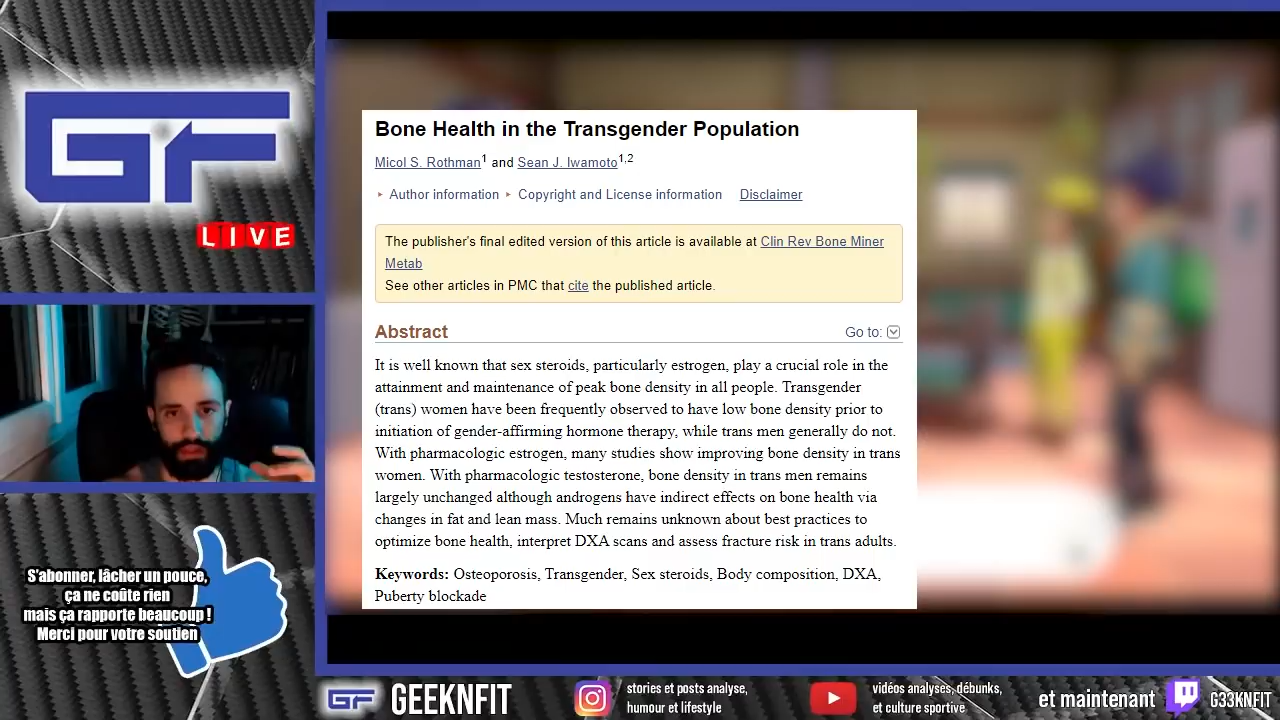 GF
LIVE
Bone Health in the Transgender Population
Micol S. Rothman1 and Sean J. Iwamoto1,2
Author information Copyright and License information Disclaimer
The publisher's final edited version of this article is available at Clin Rev Bone Miner
Metab
See other articles in PMC that cite the published article.
Abstract
Go to:
It is well known that sex steroids, particularly estrogen, play a crucial role in the
attainment and maintenance of peak bone density in all people. Transgender
(trans) women have been frequently observed to have low bone density prior to
initiation of gender-affirming hormone therapy, while trans men generally do not.
With pharmacologic estrogen, many studies show improving bone density in trans
women. With pharmacologic testosterone, bone density in trans men remains
largely unchanged although androgens have indirect effects on bone health via
changes in fat and lean mass. Much remains unknown about best practices to
optimize bone health, interpret DXA scans and assess fracture risk in trans adults.
Keywords: Osteoporosis, Transgender, Sex steroids, Body composition, DXA,
Puberty blockade
S'abonner, lâcher un pouce,
ça ne coûte rien
mais ça rapporte beaucoup !
Merci pour votre soutien
GF GEEKNFIT
stories et posts analyse,
humour et lifestyle
vidéos analyses, débunks,
et culture sportive
et maintenant
G33KNFIT